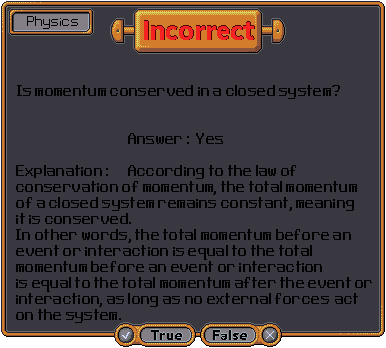 Physics
Incorrect
Is momentum conserved in a closed system?
Answer : Yes
Explanation : According to the law of
conservation of momentum, the total momentum
of a closed system remains constant, meaning
it is conserved.
In other words, the total momentum before an
event or interaction is equal to the total
momentum before an event or interaction
is equal to the total momentum after the event or
interaction, as long as no external forces act
on the system.
True False